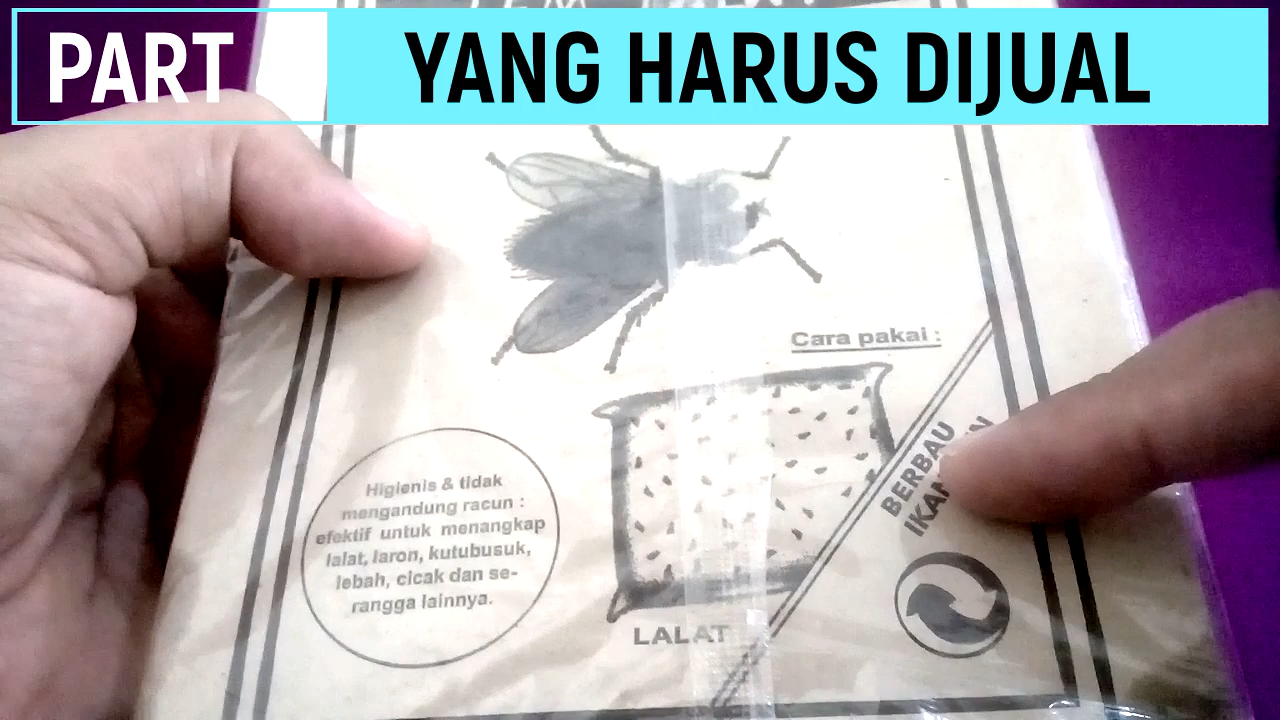 PART
YANG HARUS DIJUAL
Cara pakai :
BERBAU
Higienis & tidak
mengandung racun :
efektif untuk menangkap
lalat, laron, kutubusuk,
lebah, cicak dan se-
rangga lainnya.
LALAT